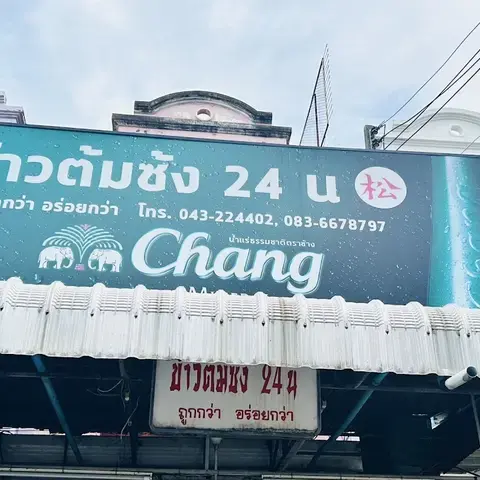 ข้าวต้มซ้ง 24 น 松
ถูกกว่า อร่อยกว่า โทร. 043-224402, 083-6678797
น้ำแร่ธรรมชาติตราช้าง
Chang
ข้าวต้มซ้ง 24 น
ถูกกว่า อร่อยกว่า